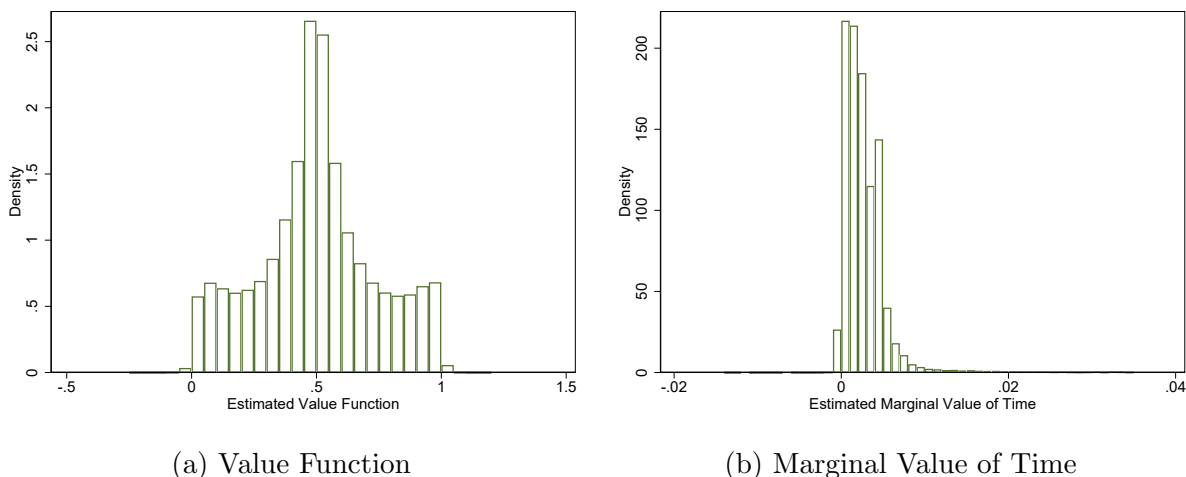 Density
2.5
2
1.5
1
.5
0
-.5 0 .5 1 1.5
Estimated Value Function
(a) Value Function
Density
200
150
100
50
0
-.02 0 .02 .04
Estimated Marginal Value of Time
(b) Marginal Value of Time